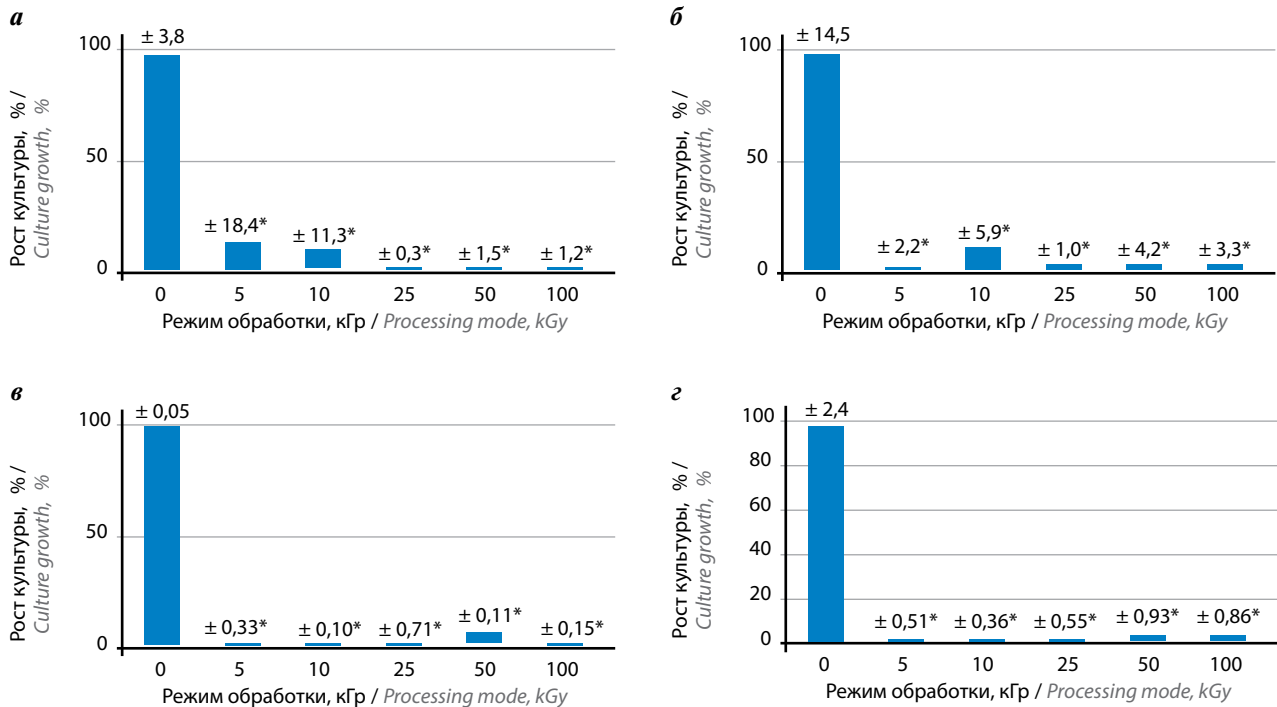 а
Рост культуры, % /
Culture growth, %
100
50
0
± 3,8
± 18,4*
± 11,3*
± 0,3*
± 1,5*
± 1,2*
0 5 10 25 50 100
Режим обработки, кГр / Processing mode, kGy
б
Рост культуры, % /
Culture growth, %
100
50
0
± 14,5
± 2,2*
± 5,9*
± 1,0*
± 4,2*
± 3,3*
0 5 10 25 50 100
Режим обработки, кГр / Processing mode, kGy
в
Рост культуры, % /
Culture growth, %
100
50
0
± 0,05
± 0,33*
± 0,10*
± 0,71*
± 0,11*
± 0,15*
0 5 10 25 50 100
Режим обработки, кГр / Processing mode, kGy
г
Рост культуры, % /
Culture growth, %
100
80
60
40
20
0
± 2,4
± 0,51*
± 0,36*
± 0,55*
± 0,93*
± 0,86*
0 5 10 25 50 100
Режим обработки, кГр / Processing mode, kGy